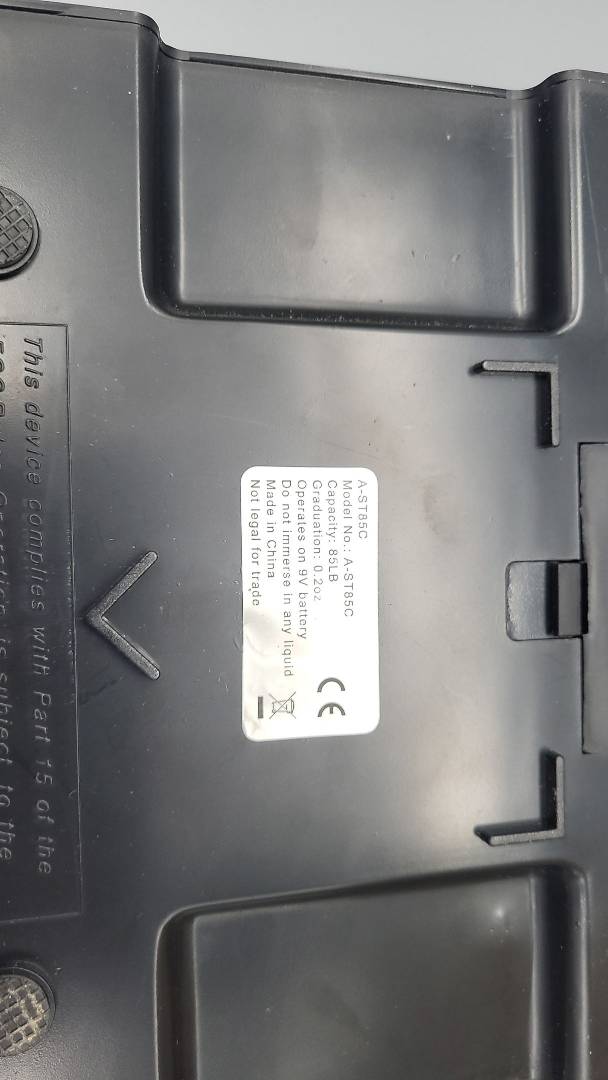 A-ST85C
Model No.: A-ST85C
Capacity: 85LB
Graduation: 0.2oz
Operates on 9V battery
Do not immerse in any liquid
Made in China
Not legal for trade
CE
This device complies with Part 15 of the
Operation is subject to the